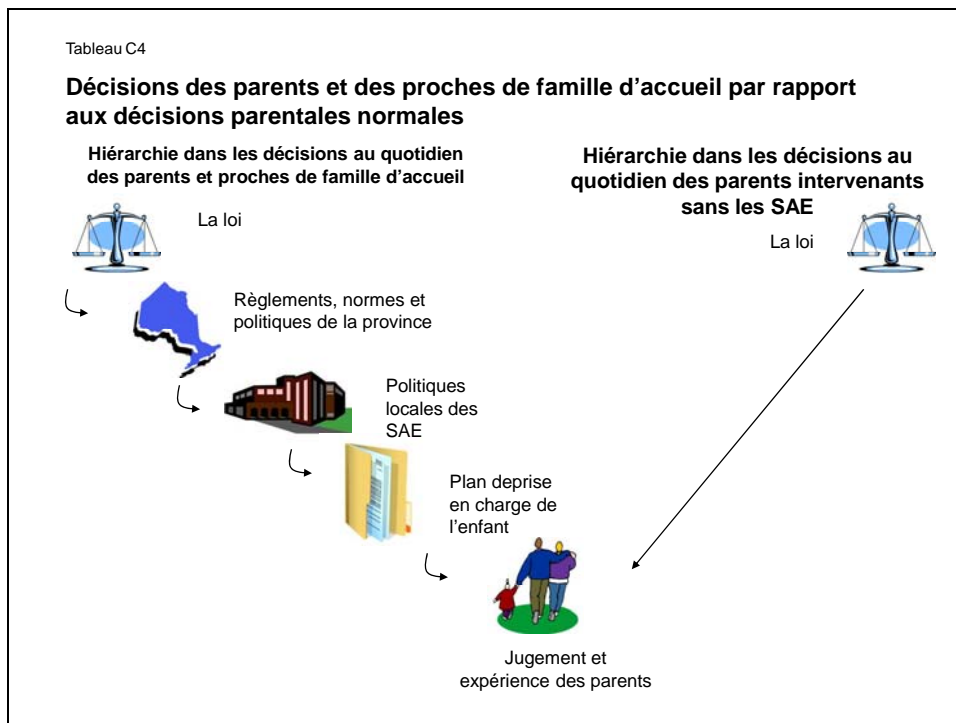 Tableau C4
Décisions des parents et des proches de famille d'accueil par rapport
aux décisions parentales normales
Hiérarchie dans les décisions au quotidien
des parents et proches de famille d'accueil
La loi
Règlements, normes et
politiques de la province
Politiques
locales des
SAE
Plan deprise
en charge de
l'enfant
Jugement et
expérience des parents
Hiérarchie dans les décisions au
quotidien des parents intervenants
sans les SAE
La loi